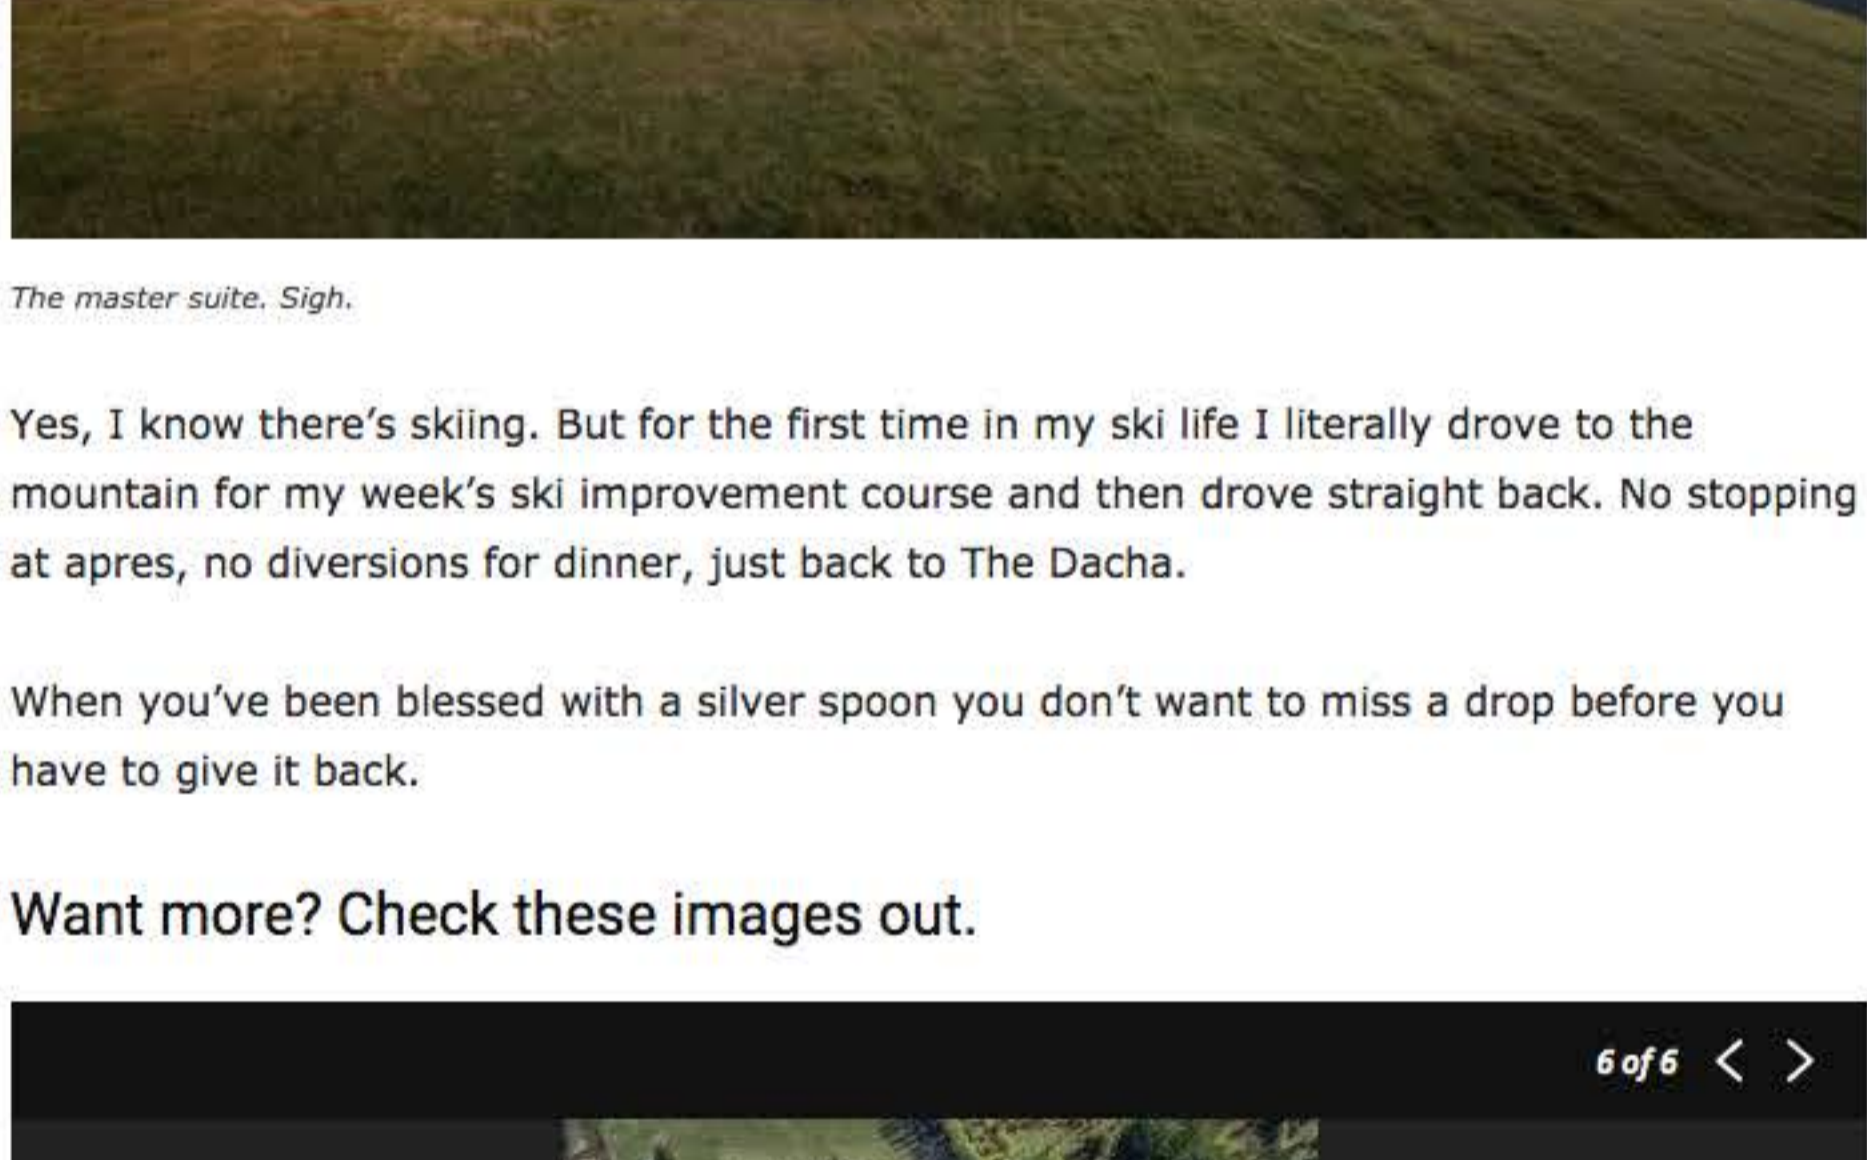 The master suite. Sigh.
Yes, I know there’s skiing. But for the first time in my ski life I literally drove to the
mountain for my week’s ski improvement course and then drove straight back. No stopping
at apres, no diversions for dinner, just back to The Dacha.
When you’ve been blessed with a silver spoon you don’t want to miss a drop before you
have to give it back.
Want more? Check these images out.
6 of 6